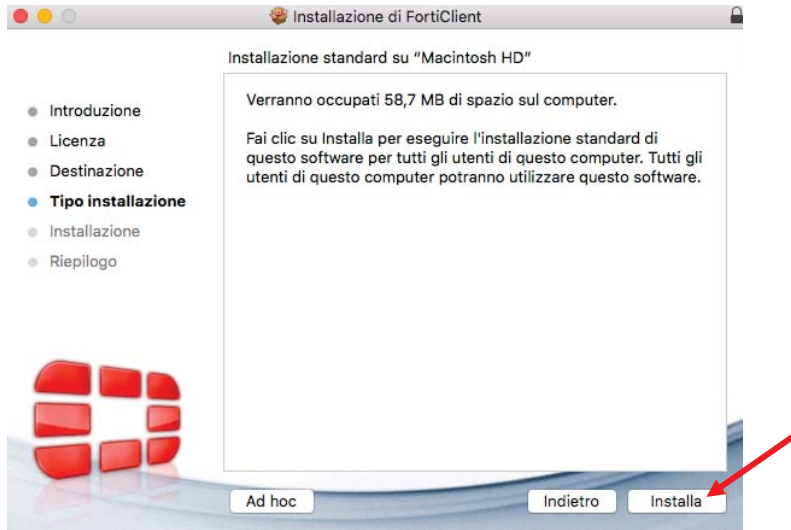 Installazione di FortiClient
Installazione standard su “Macintosh HD”
Introduzione
Licenza
Destinazione
Tipo installazione
Installazione
Riepilogo
Verranno occupati 58,7 MB di spazio sul computer.
Fai clic su Installa per eseguire l'installazione standard di
questo software per tutti gli utenti di questo computer. Tutti gli
utenti di questo computer potranno utilizzare questo software.
Ad hoc
Indietro
Installa